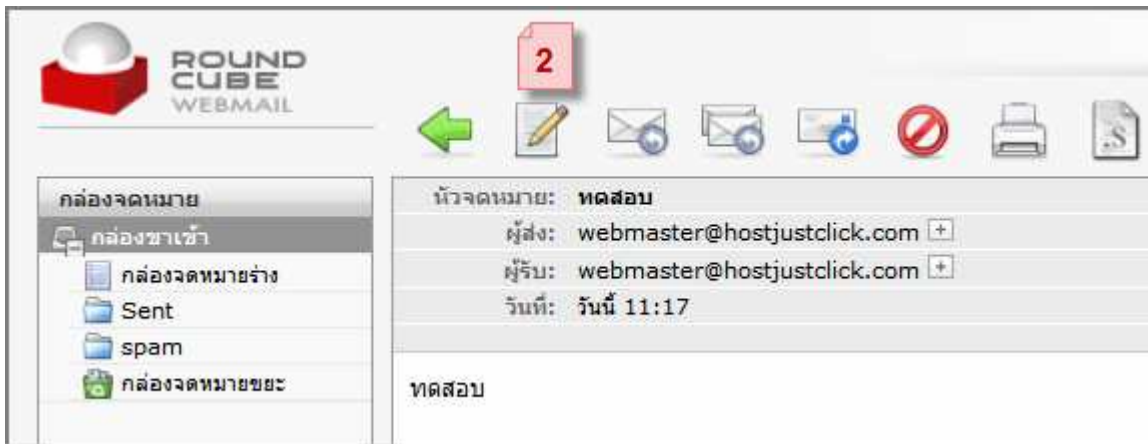 ROUND
CUBE
WEBMAIL
2
.S
กล่องจดหมาย
กล่องขาเข้า
กล่องจดหมายร่าง
Sent
spam
กล่องจดหมายขยะ
หัวจดหมาย: ทดสอบ
ผู้ส่ง: webmaster@hostjustclick.com +
ผู้รับ: webmaster@hostjustclick.com +
วันที่: วันนี้ 11:17
ทดสอบ